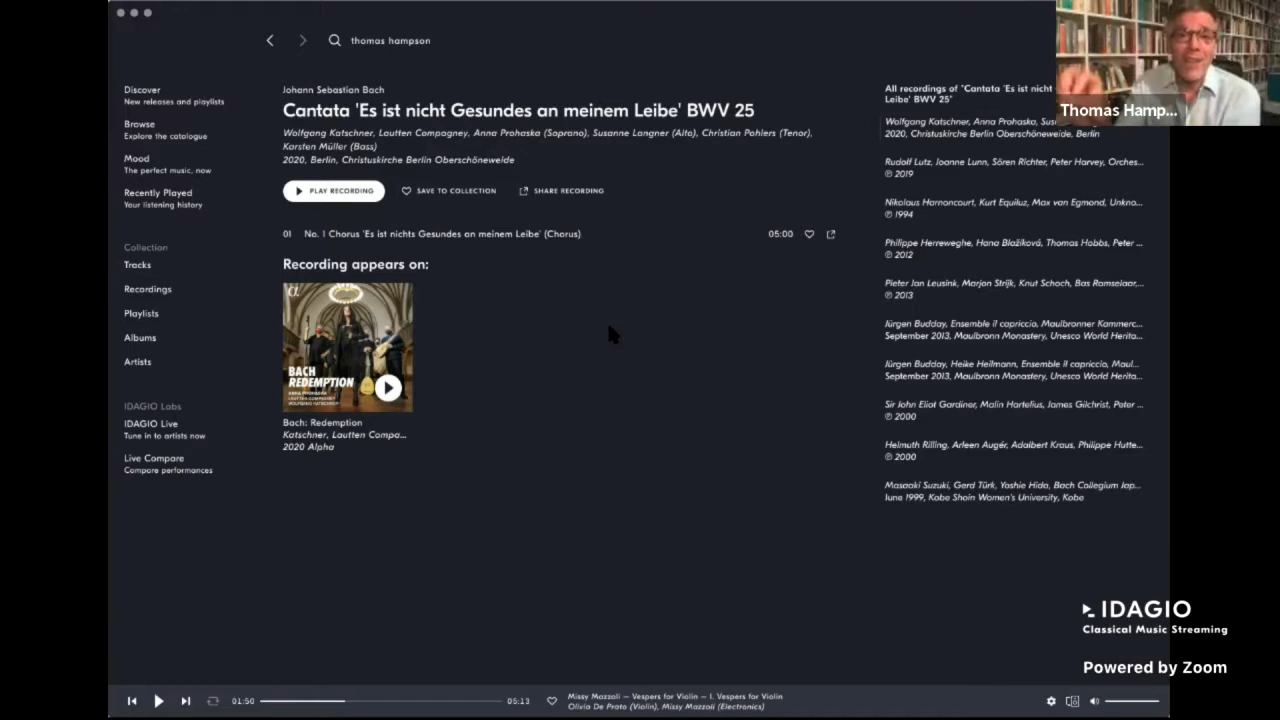 thomas hampson
Thomas Hamp...
Discover
New releases and playlists
Browse
Explore the catalogue
Mood
The perfect music, now
Recently Played
Your listening history
Collection
Tracks
Recordings
Playlists
Albums
Artists
IDAGIO Labs
IDAGIO Live
Tune in to artists now
Live Compare
Compare performances
Johann Sebastian Bach
Cantata 'Es ist nicht Gesundes an meinem Leibe' BWV 25
Wolfgang Katschner, Lautten Compagney, Anna Prohaska (Soprano), Susanne Langner (Alto), Christian Pohlers (Tenor),
Karsten Müller (Bass)
2020, Berlin, Christuskirche Berlin Oberschöneweide
PLAY RECORDING
SAVE TO COLLECTION
SHARE RECORDING
01 No. 1 Chorus 'Es ist nichts Gesundes an meinem Leibe' (Chorus) 05:00
Recording appears on:
α
BACH
REDEMPTION
ANNA PROHASKA
LAUTTEN COMPAGNEY
WOLFGANG KATSCHNER
Bach: Redemption
Katschner, Lautten Compa...
2020 Alpha
All recordings of "Cantata 'Es ist nicht
Leibe' BWV 25"
Wolfgang Katschner, Anna Prohaska, Sus
2020, Christuskirche Berlin Oberschöneweide, Berlin
Rudolf Lutz, Joanne Lunn, Sören Richter, Peter Harvey, Orches...
℗ 2019
Nikolaus Harnoncourt, Kurt Equiluz, Max van Egmond, Unkno...
℗ 1994
Philippe Herreweghe, Hana Blažíková, Thomas Hobbs, Peter ...
℗ 2012
Pieter Jan Leusink, Marjon Strijk, Knut Schoch, Bas Ramselaar,...
℗ 2013
Jürgen Budday, Ensemble il capriccio, Maulbronner Kammerc...
September 2013, Maulbronn Monastery, Unesco World Herita...
Jürgen Budday, Heike Heilmann, Ensemble il capriccio, Maul...
September 2013, Maulbronn Monastery, Unesco World Herita...
Sir John Eliot Gardiner, Malin Hartelius, James Gilchrist, Peter ...
℗ 2000
Helmuth Rilling, Arleen Augér, Adalbert Kraus, Philippe Hutte...
℗ 2000
Masaaki Suzuki, Gerd Türk, Yoshie Hida, Bach Collegium Jap...
June 1999, Kobe Shoin Women's University, Kobe
IDAGIO
Classical Music Streaming
Powered by Zoom
01:50
05:13
Missy Mazzoli – Vespers for Violin – I. Vespers for Violin
Olivia De Prato (Violin), Missy Mazzoli (Electronics)